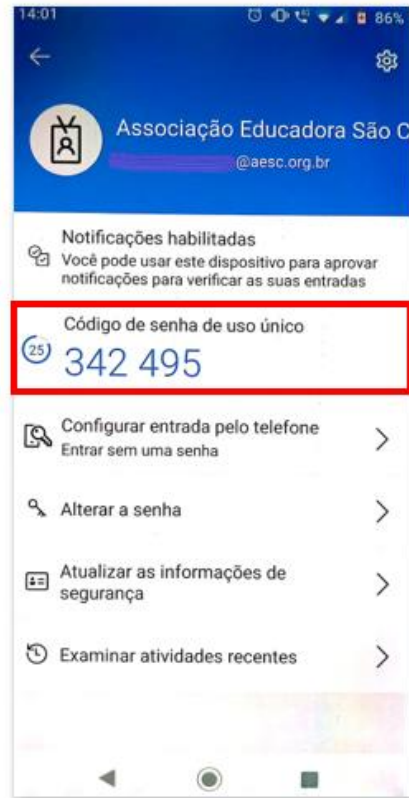 14:01
86%
Associação Educadora São C
@aesc.org.br
Notificações habilitadas
Você pode usar este dispositivo para aprovar
notificações para verificar as suas entradas
Código de senha de uso único
25
342 495
Configurar entrada pelo telefone
Entrar sem uma senha
Alterar a senha
Atualizar as informações de
segurança
Examinar atividades recentes